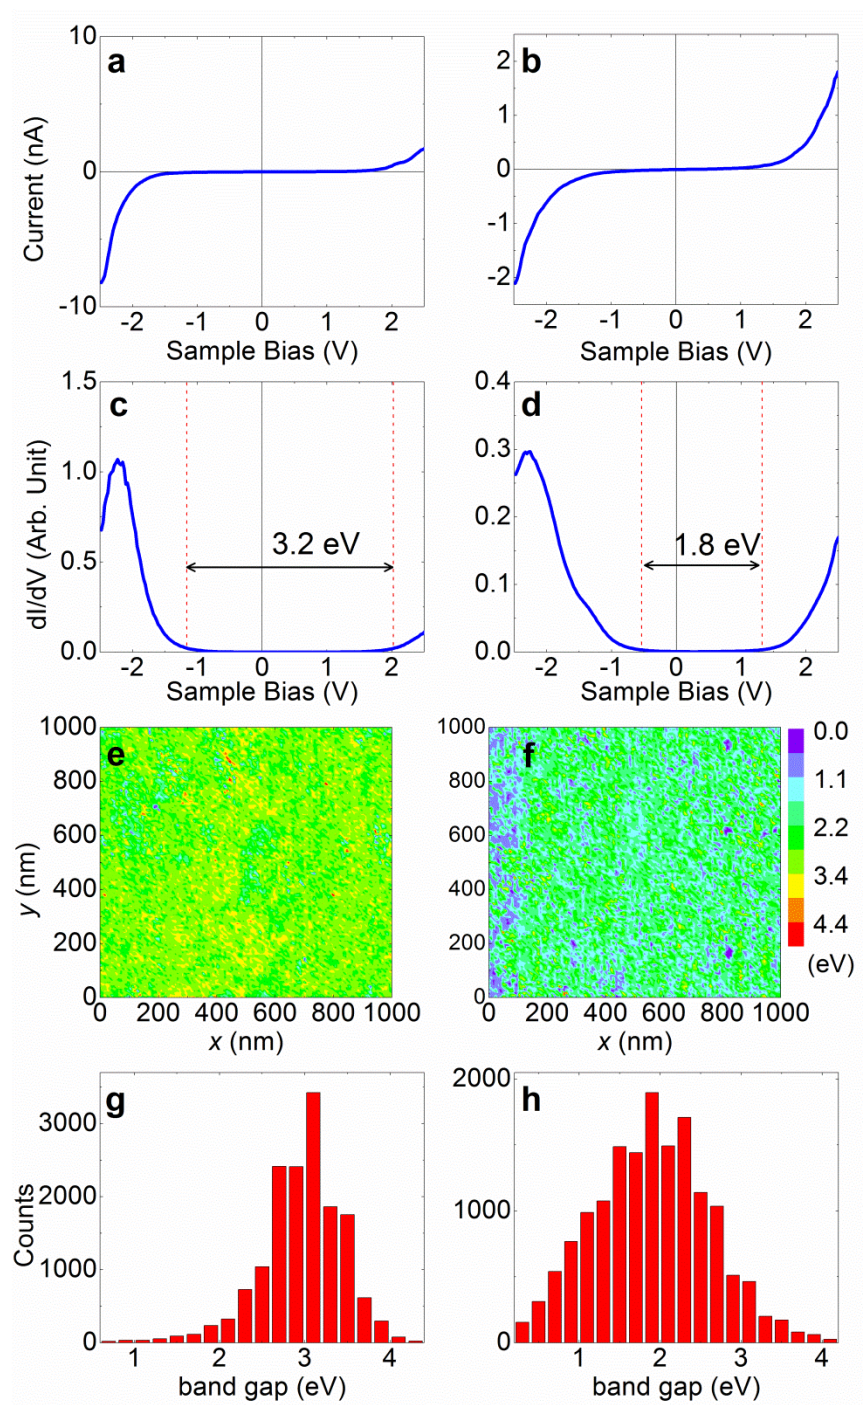 a
b
10
0
-10
Current (nA)
-2 -1 0 1 2
Sample Bias (V)
2
1
0
-1
-2
-2 -1 0 1 2
Sample Bias (V)
c
d
1.5
1.0
0.5
0.0
dI/dV (Arb. Unit)
3.2 eV
-2 -1 0 1 2
Sample Bias (V)
0.4
0.3
0.2
0.1
0.0
1.8 eV
-2 -1 0 1 2
Sample Bias (V)
e
f
1000
800
600
400
200
0
y (nm)
0 200 400 600 800 1000
x (nm)
1000
800
600
400
200
0
0 200 400 600 800 1000
x (nm)
0.0
1.1
2.2
3.4
4.4
(eV)
g
h
3000
2000
1000
0
Counts
1 2 3 4
band gap (eV)
2000
1000
0
1 2 3 4
band gap (eV)